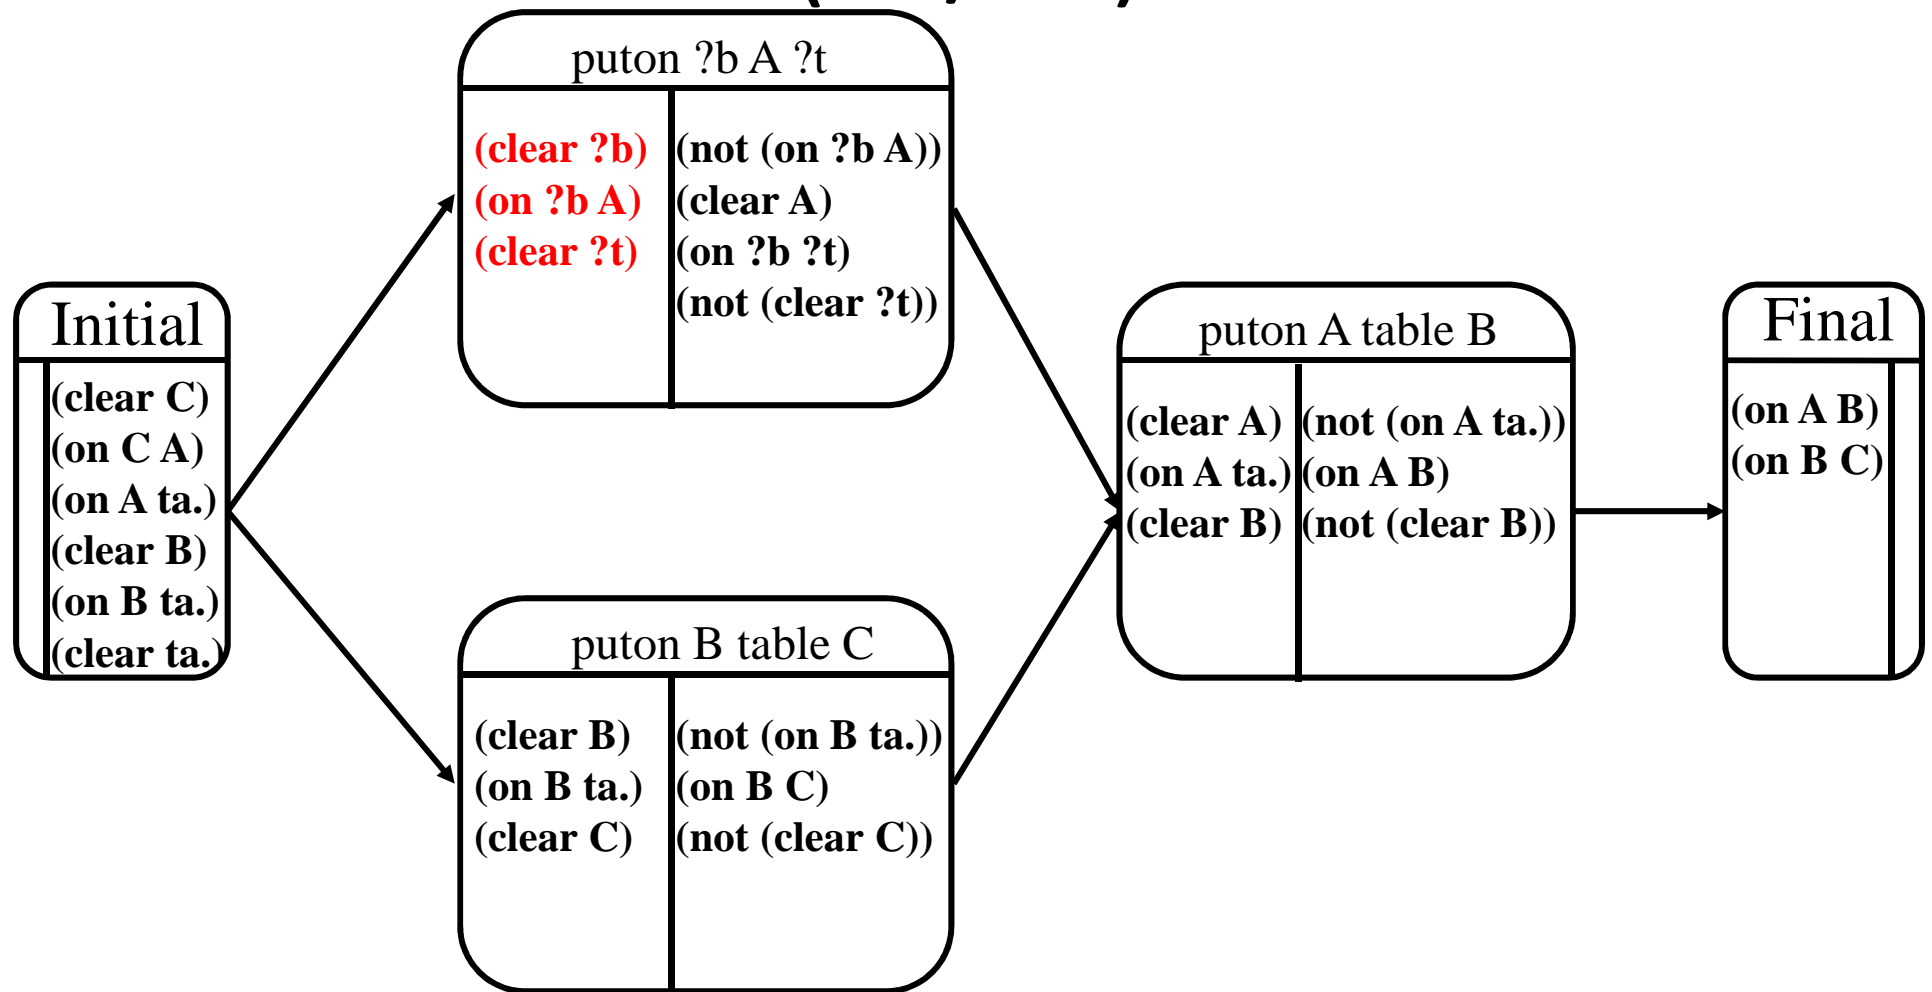 puton ?b A ?t
(clear ?b)
(on ?b A)
(clear ?t)
(not (on ?b A))
(clear A)
(on ?b ?t)
(not (clear ?t))
Initial
(clear C)
(on C A)
(on A ta.)
(clear B)
(on B ta.)
(clear ta.)
puton B table C
(clear B)
(on B ta.)
(clear C)
(not (on B ta.))
(on B C)
(not (clear C))
puton A table B
(clear A)
(on A ta.)
(clear B)
(not (on A ta.))
(on A B)
(not (clear B))
Final
(on A B)
(on B C)